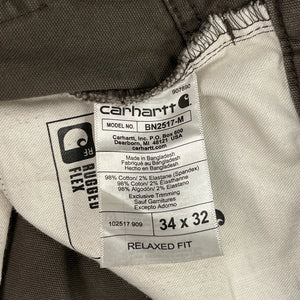 907890
carhartt
MODEL NO. BN2517-M
Carhartt, Inc. P.O. Box 600
Dearborn, MI 48121
carhartt.com
Made in Bangladesh
Fabriqué au Bangladesh
Hecho en Bangladesh
98% Cotton/ 2% Elastane (Spandex)
98% Coton/ 2% Élasthanne
98% Algodón/ 2% Elastano (Spandex)
Exclusive Trimming
Sauf Garnitures
Excepto Adorno
102517 909 34 x 32
RELAXED FIT
RUGGED
FLEX